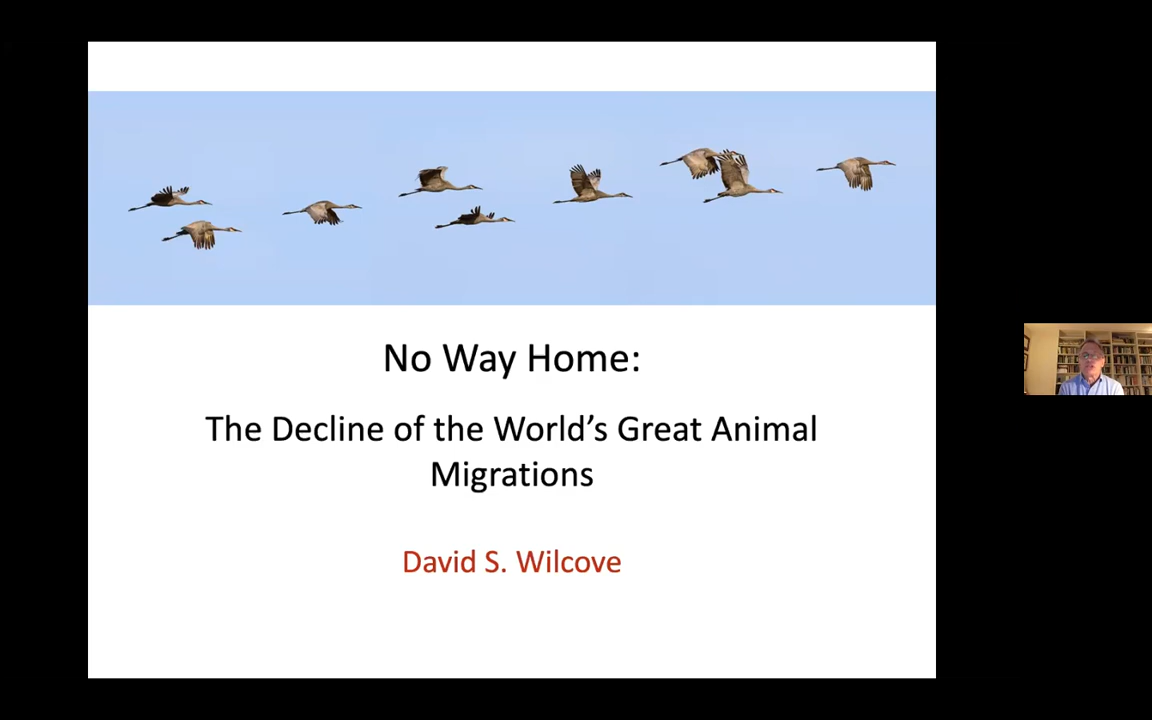 No Way Home:
The Decline of the World’s Great Animal
Migrations
David S. Wilcove